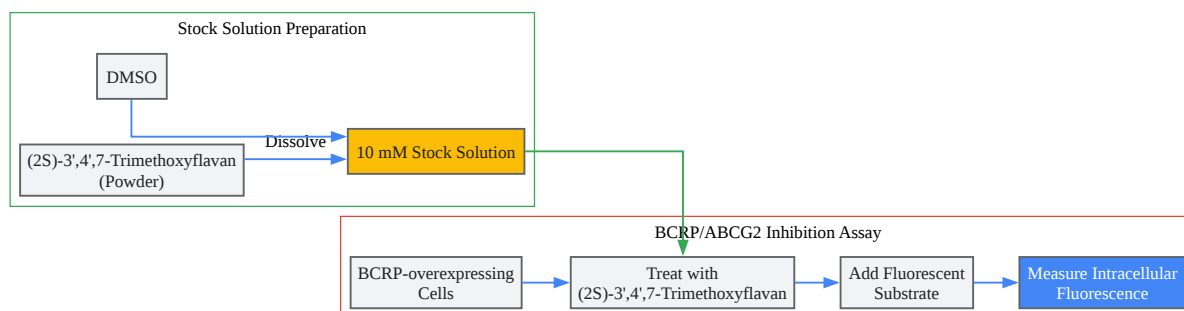 Stock Solution Preparation
DMSO
Dissolve
(2S)-3',4',7-Trimethoxyflavan
(Powder)
10 mM Stock Solution
BCRP/ABCG2 Inhibition Assay
BCRP-overexpressing
Cells
Treat with
(2S)-3',4',7-Trimethoxyflavan
Add Fluorescent
Substrate
Measure Intracellular
Fluorescence